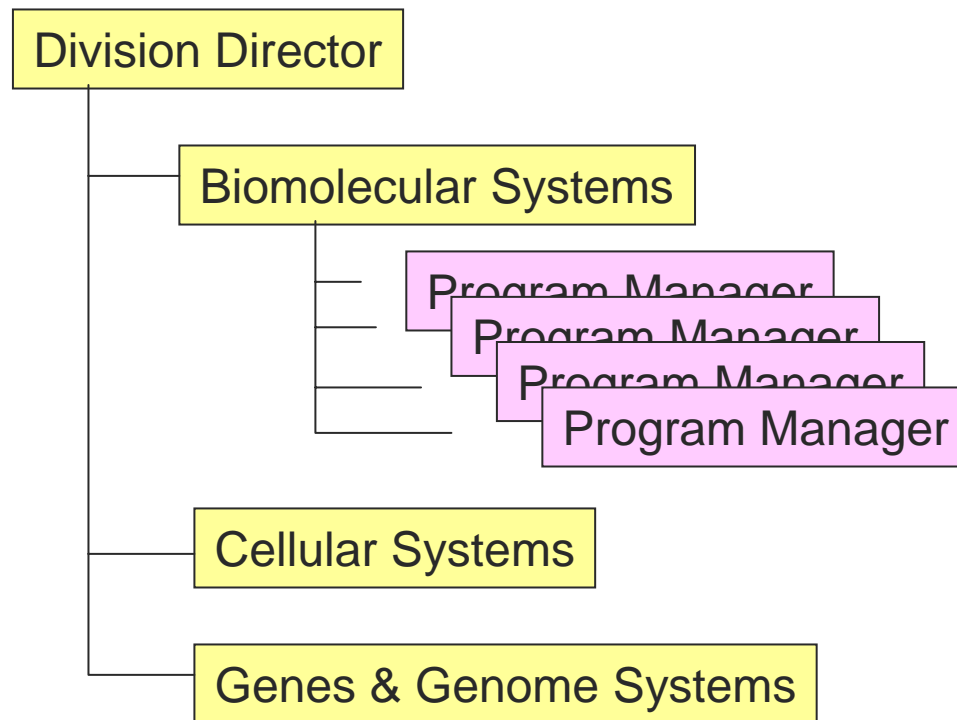 Division Director
Biomolecular Systems
Program Manager
Program Manager
Program Manager
Program Manager
Cellular Systems
Genes & Genome Systems